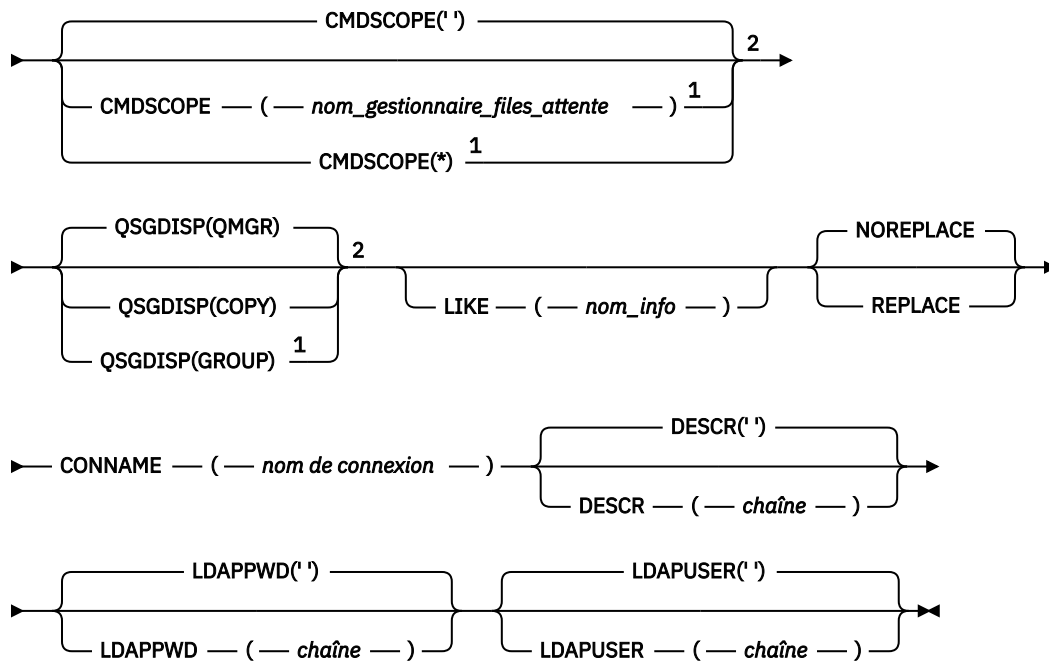 CMDSCOPE(' ')
2
CMDSCOPE ( nom_gestionnaire_files_attente ) 1
CMDSCOPE(*) 1
QSGDISP(QMGR) NOREPLACE
2
QSGDISP(COPY) LIKE ( nom_info ) REPLACE
QSGDISP(GROUP) 1
DESCR(' ')
CONNAME ( nom de connexion )
DESCR ( chaîne )
LDAPPWD(' ') LDAPUSER(' ')
LDAPPWD ( chaîne ) LDAPUSER ( chaîne )